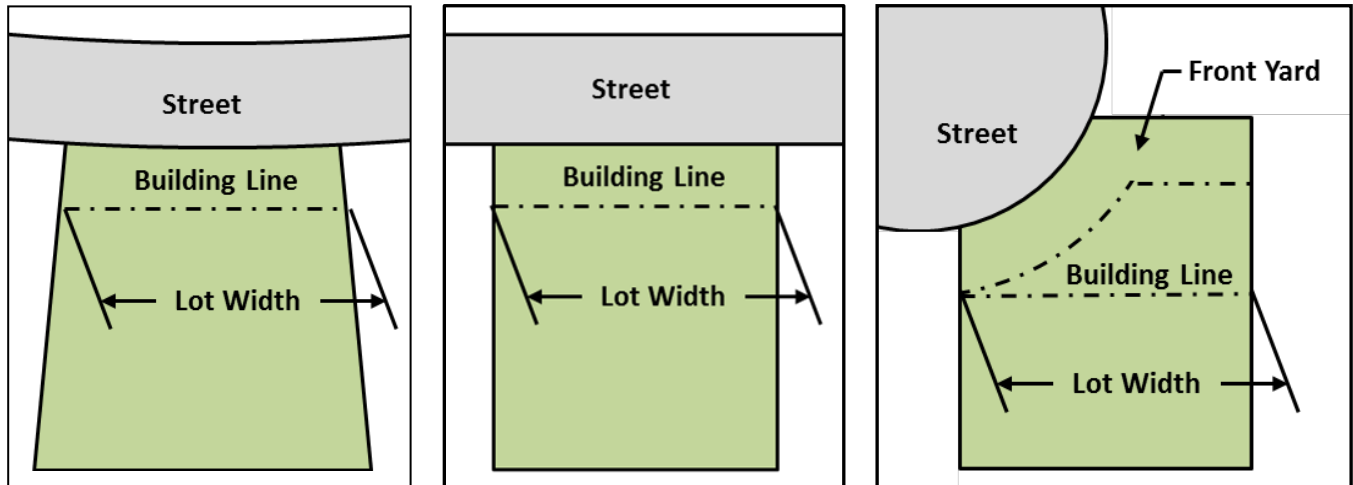 Street
Building Line
Lot Width
Street
Building Line
Lot Width
Front Yard
Street
Building Line
Lot Width